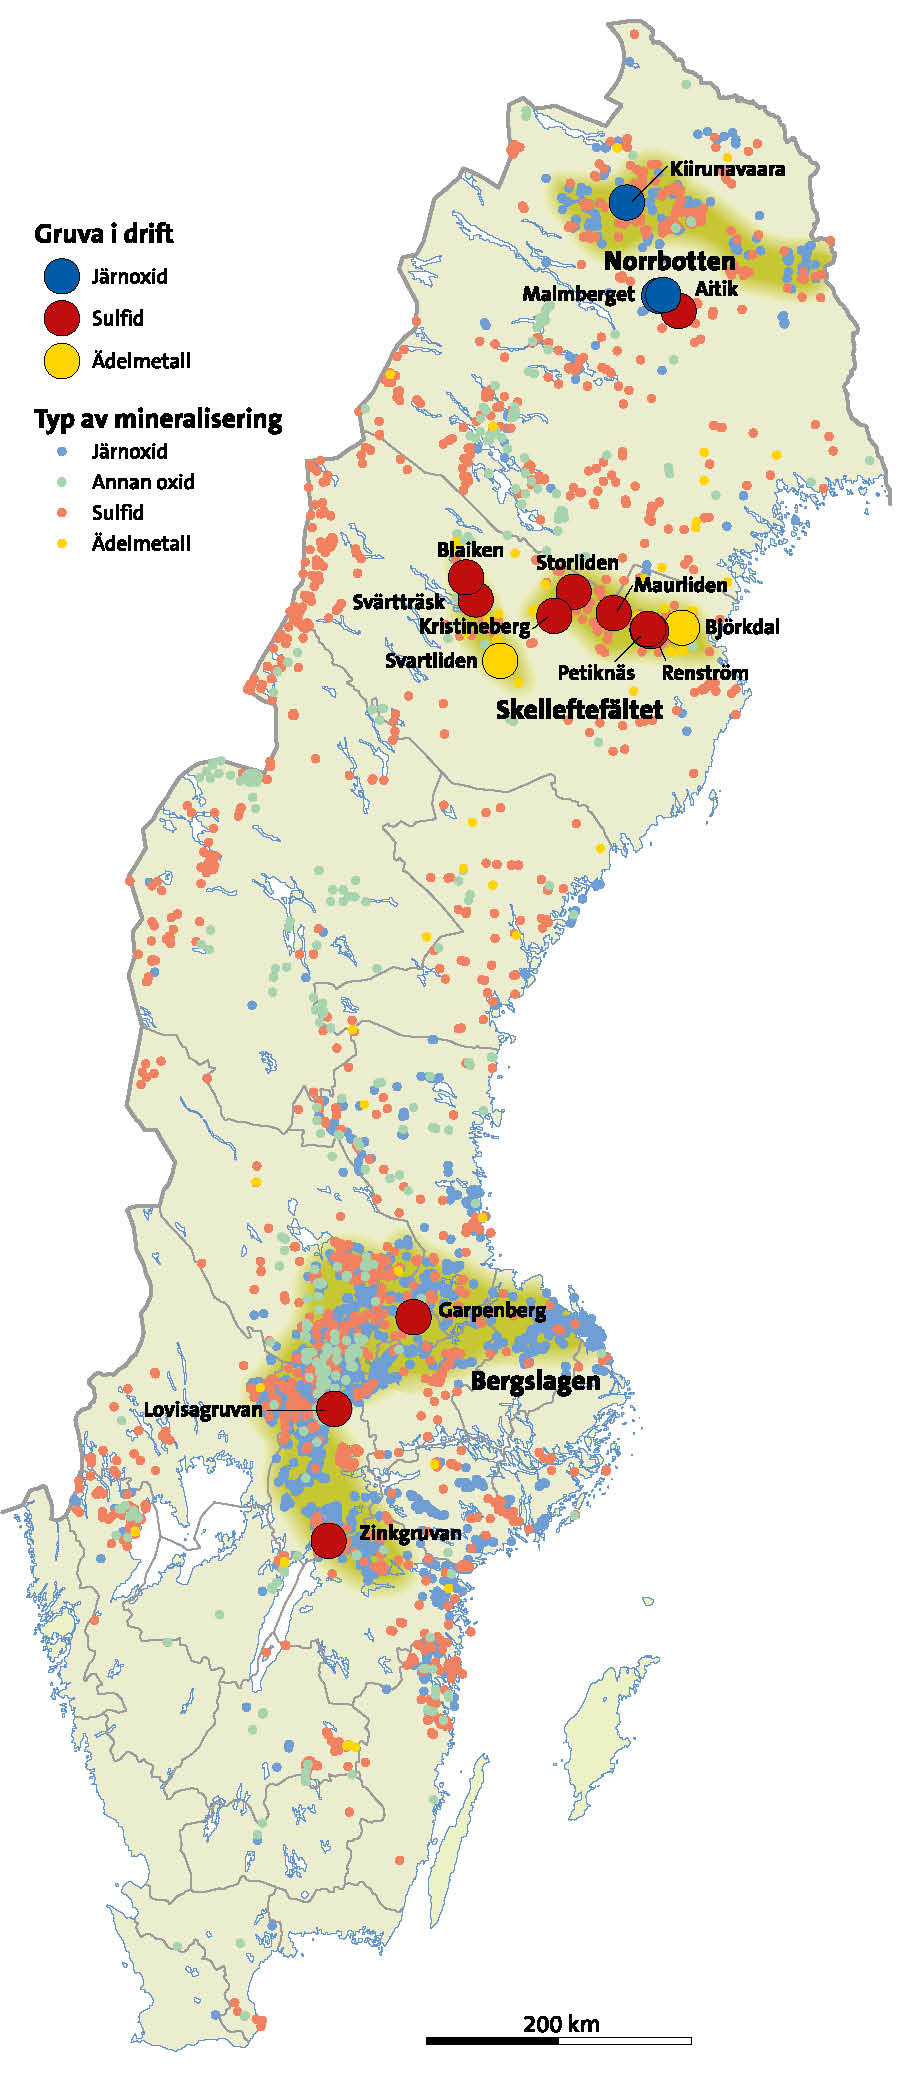 Kiirunavaara
Gruva i drift
Norrbotten
Järnoxid
Malmberget
Aitik
Sulfid
Ädelmetall
Typ av mineralisering
Järnoxid
Annan oxid
Sulfid
Ädelmetall
Blaiken
Storliden
Maurliden
Svärtträsk
Kristineberg
Björkdal
Svartliden
Petiknäs
Renström
Skelleftefältet
Garpenberg
Bergslagen
Lovisagruvan
Zinkgruvan
200 km